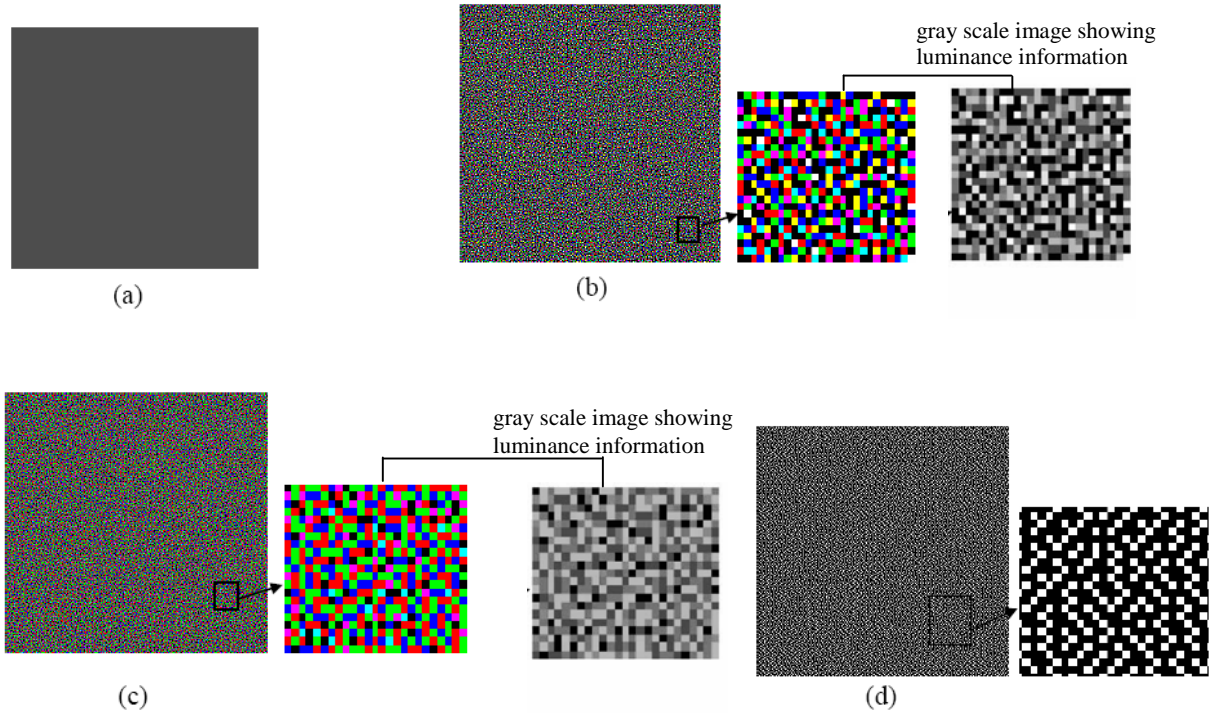 gray scale image showing
luminance information
(a)
(b)
gray scale image showing
luminance information
(c)
(d)